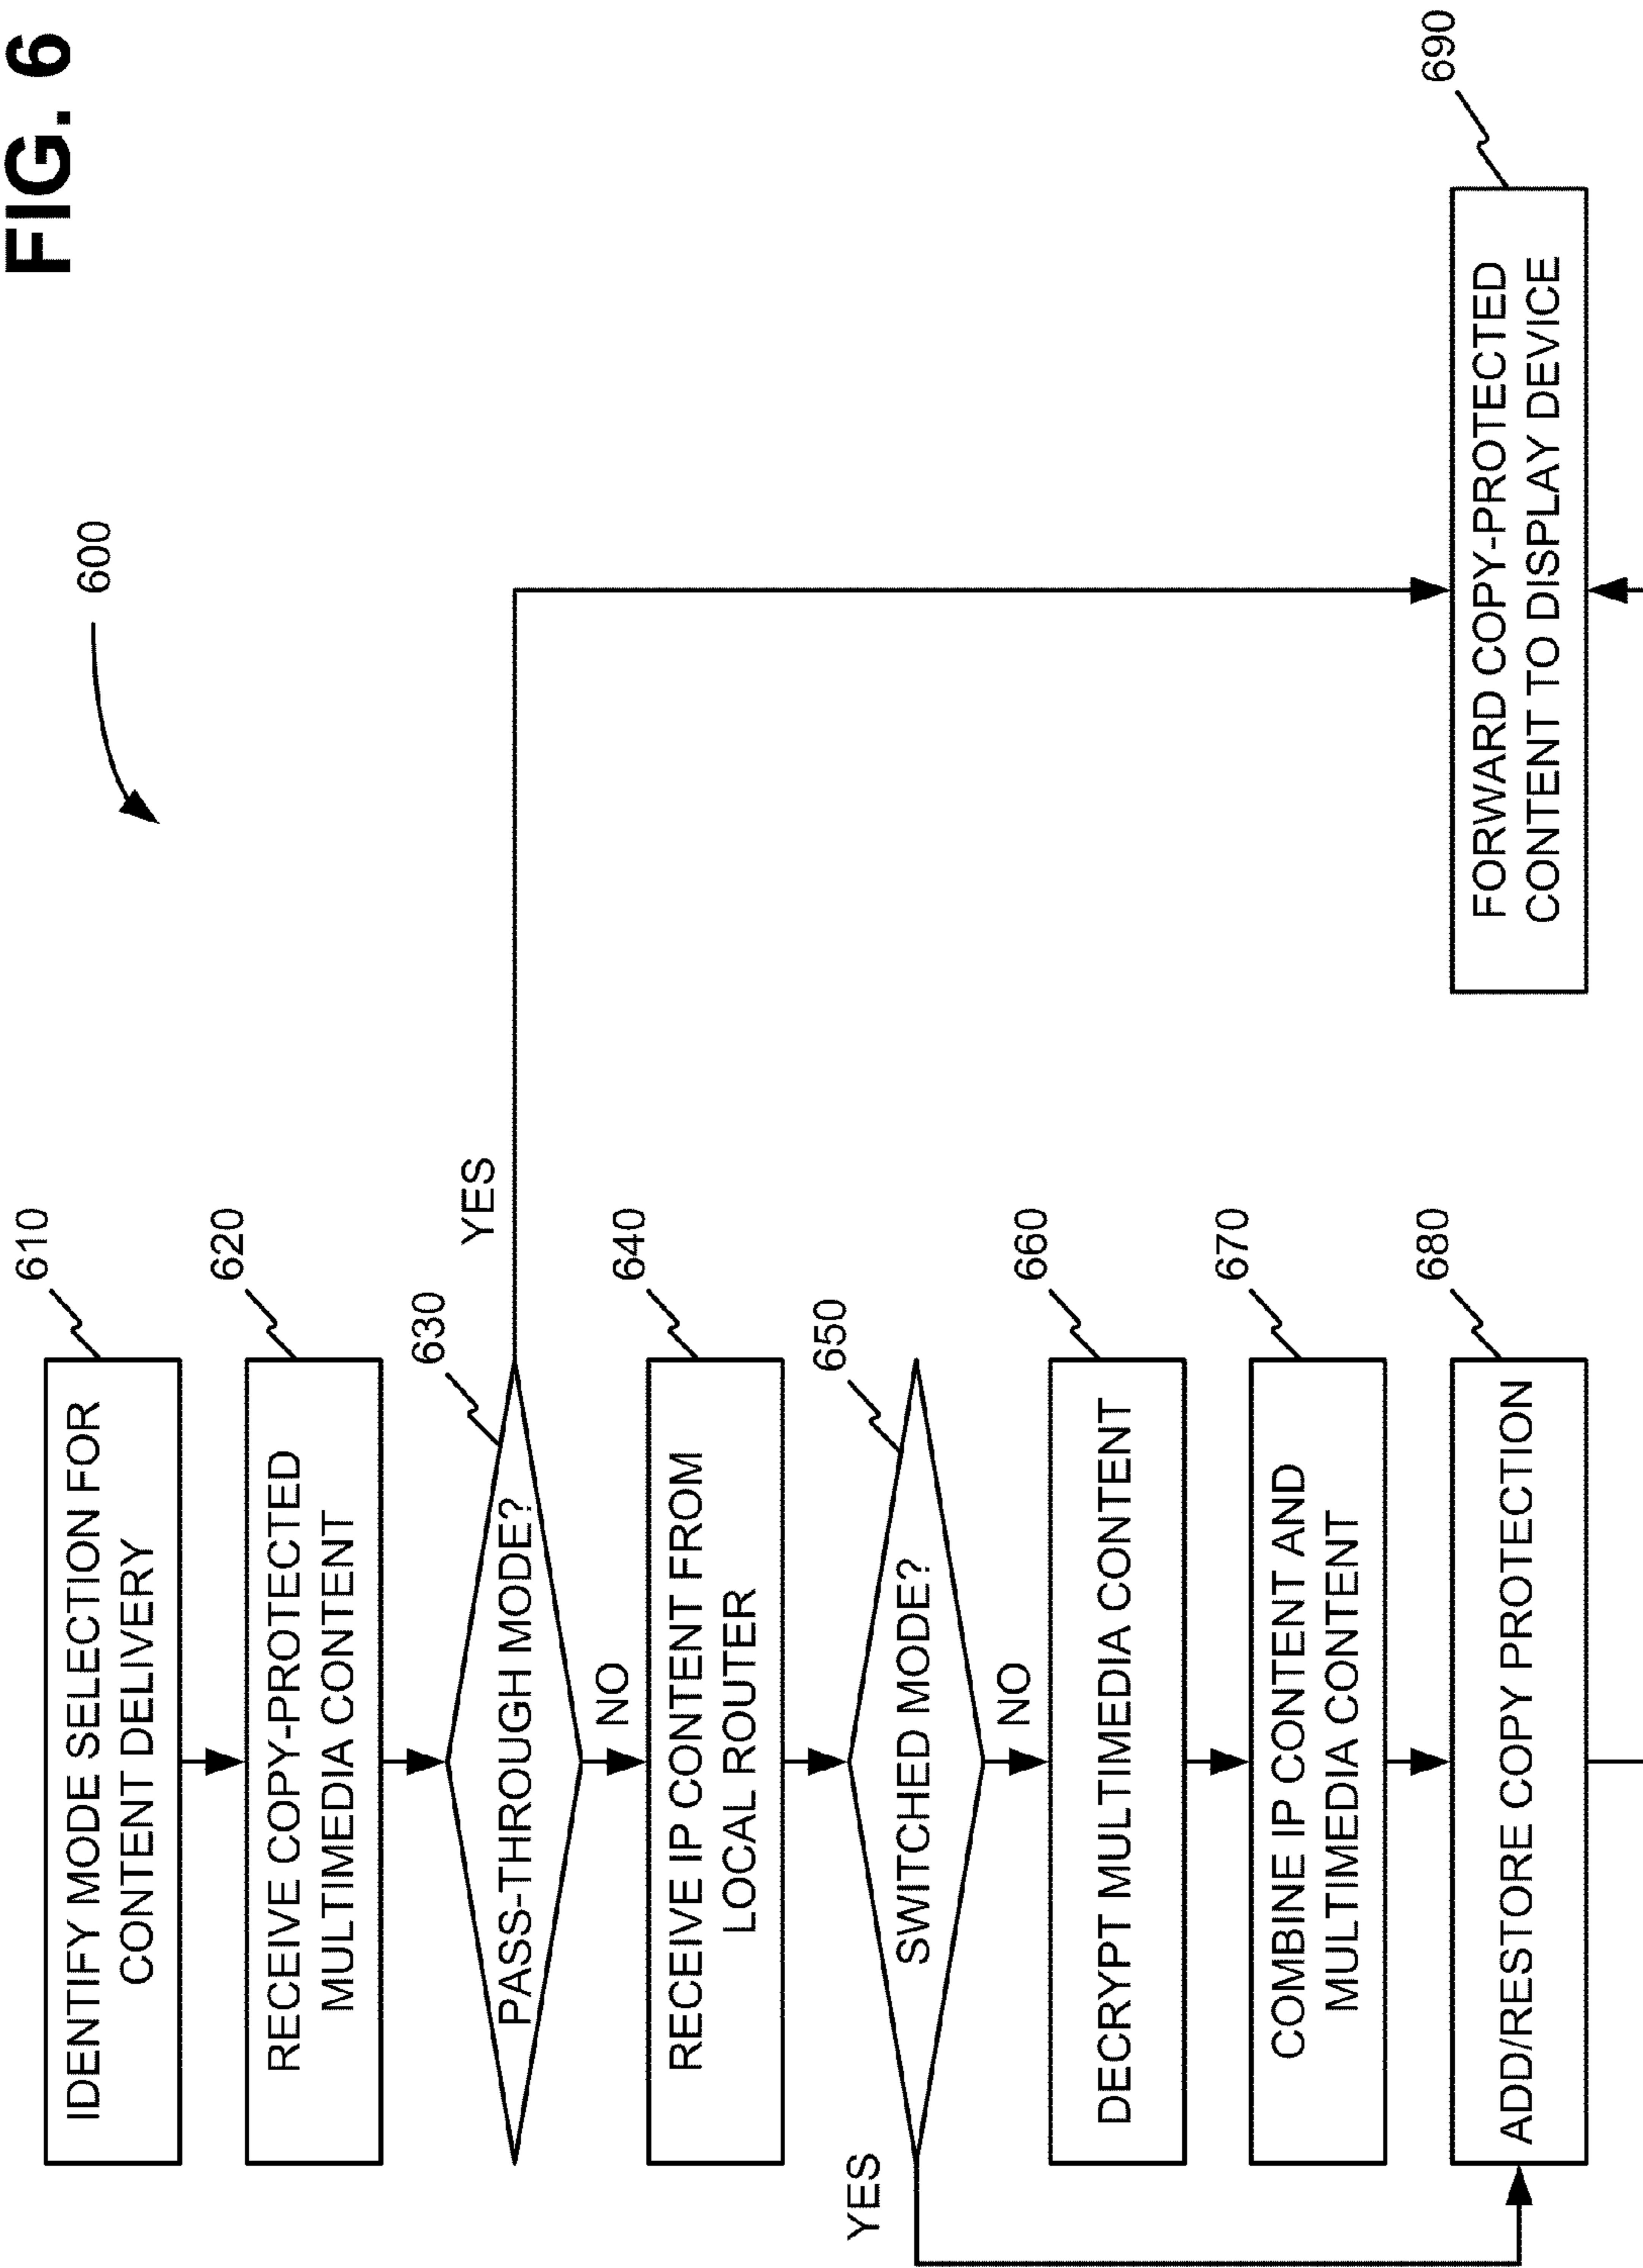 FIG. 6
600
610
IDENTIFY MODE SELECTION FOR
CONTENT DELIVERY
620
RECEIVE COPY-PROTECTED
MULTIMEDIA CONTENT
630
PASS-THROUGH MODE?
YES
NO
640
RECEIVE IP CONTENT FROM
LOCAL ROUTER
650
SWITCHED MODE?
YES
NO
660
DECRYPT MULTIMEDIA CONTENT
670
COMBINE IP CONTENT AND
MULTIMEDIA CONTENT
680
ADD/RESTORE COPY PROTECTION
690
FORWARD COPY-PROTECTED
CONTENT TO DISPLAY DEVICE